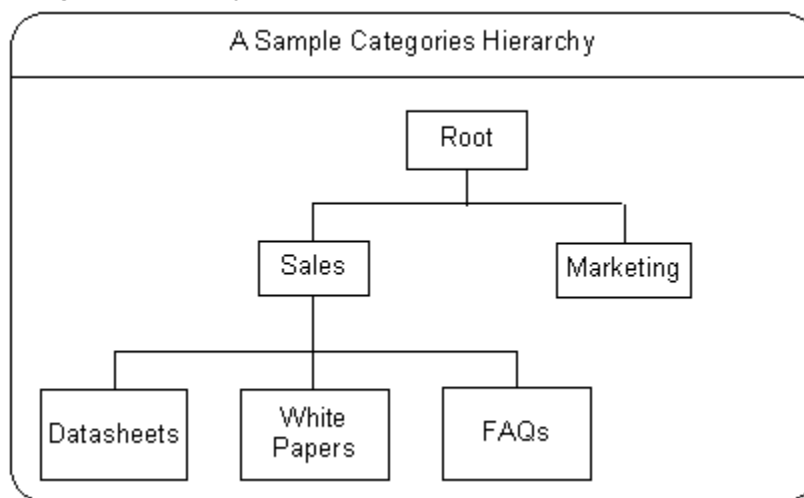 A Sample Categories Hierarchy
Root
Sales
Marketing
Datasheets
White
Papers
FAQs